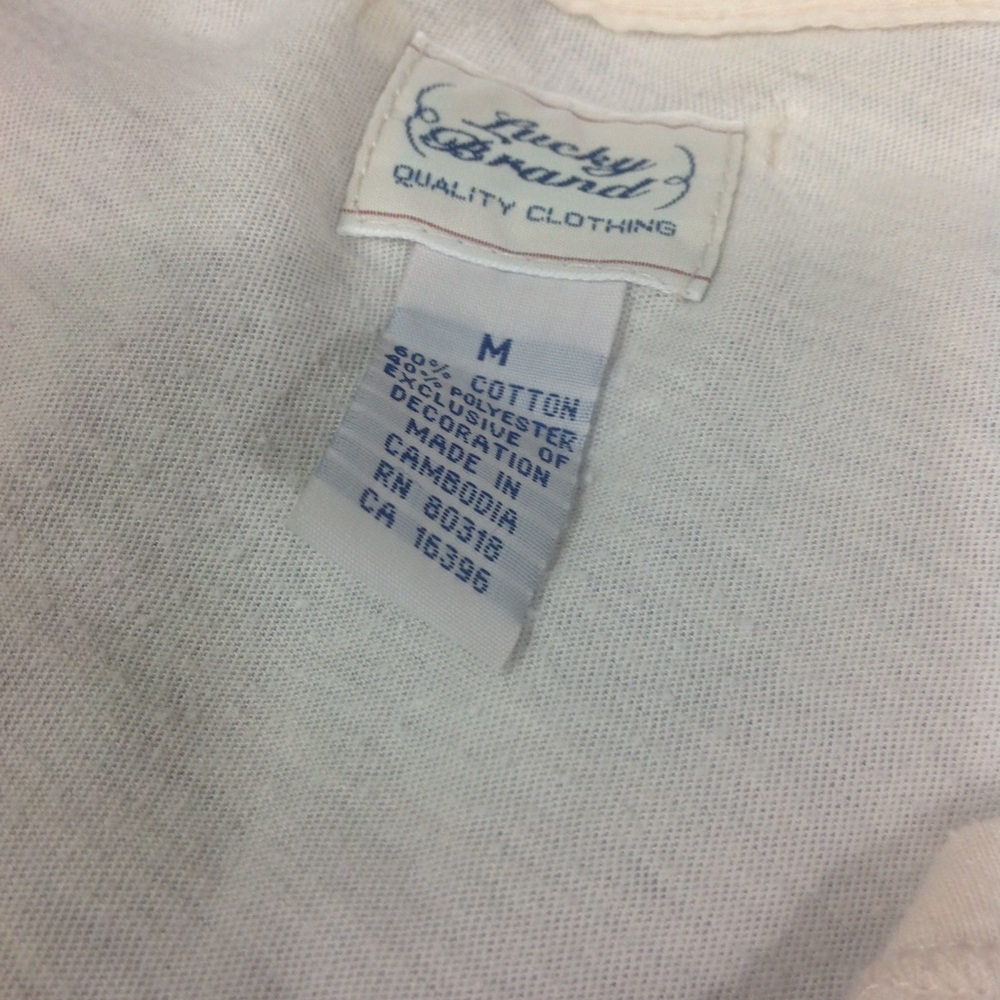 Lucky
Brand
QUALITY CLOTHING
M
60% COTTON
40% POLYESTER
EXCLUSIVE OF
DECORATION
MADE IN
CAMBODIA
RN 80318
CA 16396